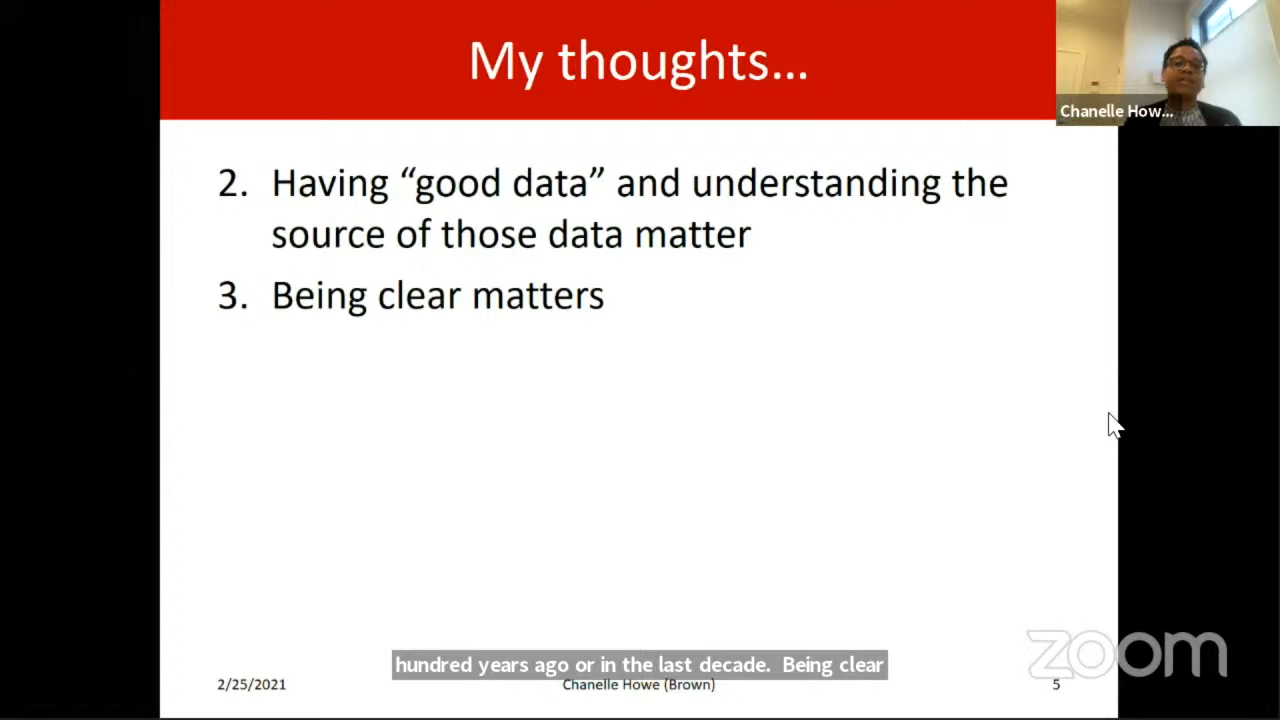 My thoughts...
Chanelle How...
2. Having “good data” and understanding the
source of those data matter
3. Being clear matters
zoom
hundred years ago or in the last decade. Being clear
2/25/2021
Chanelle Howe (Brown)
5